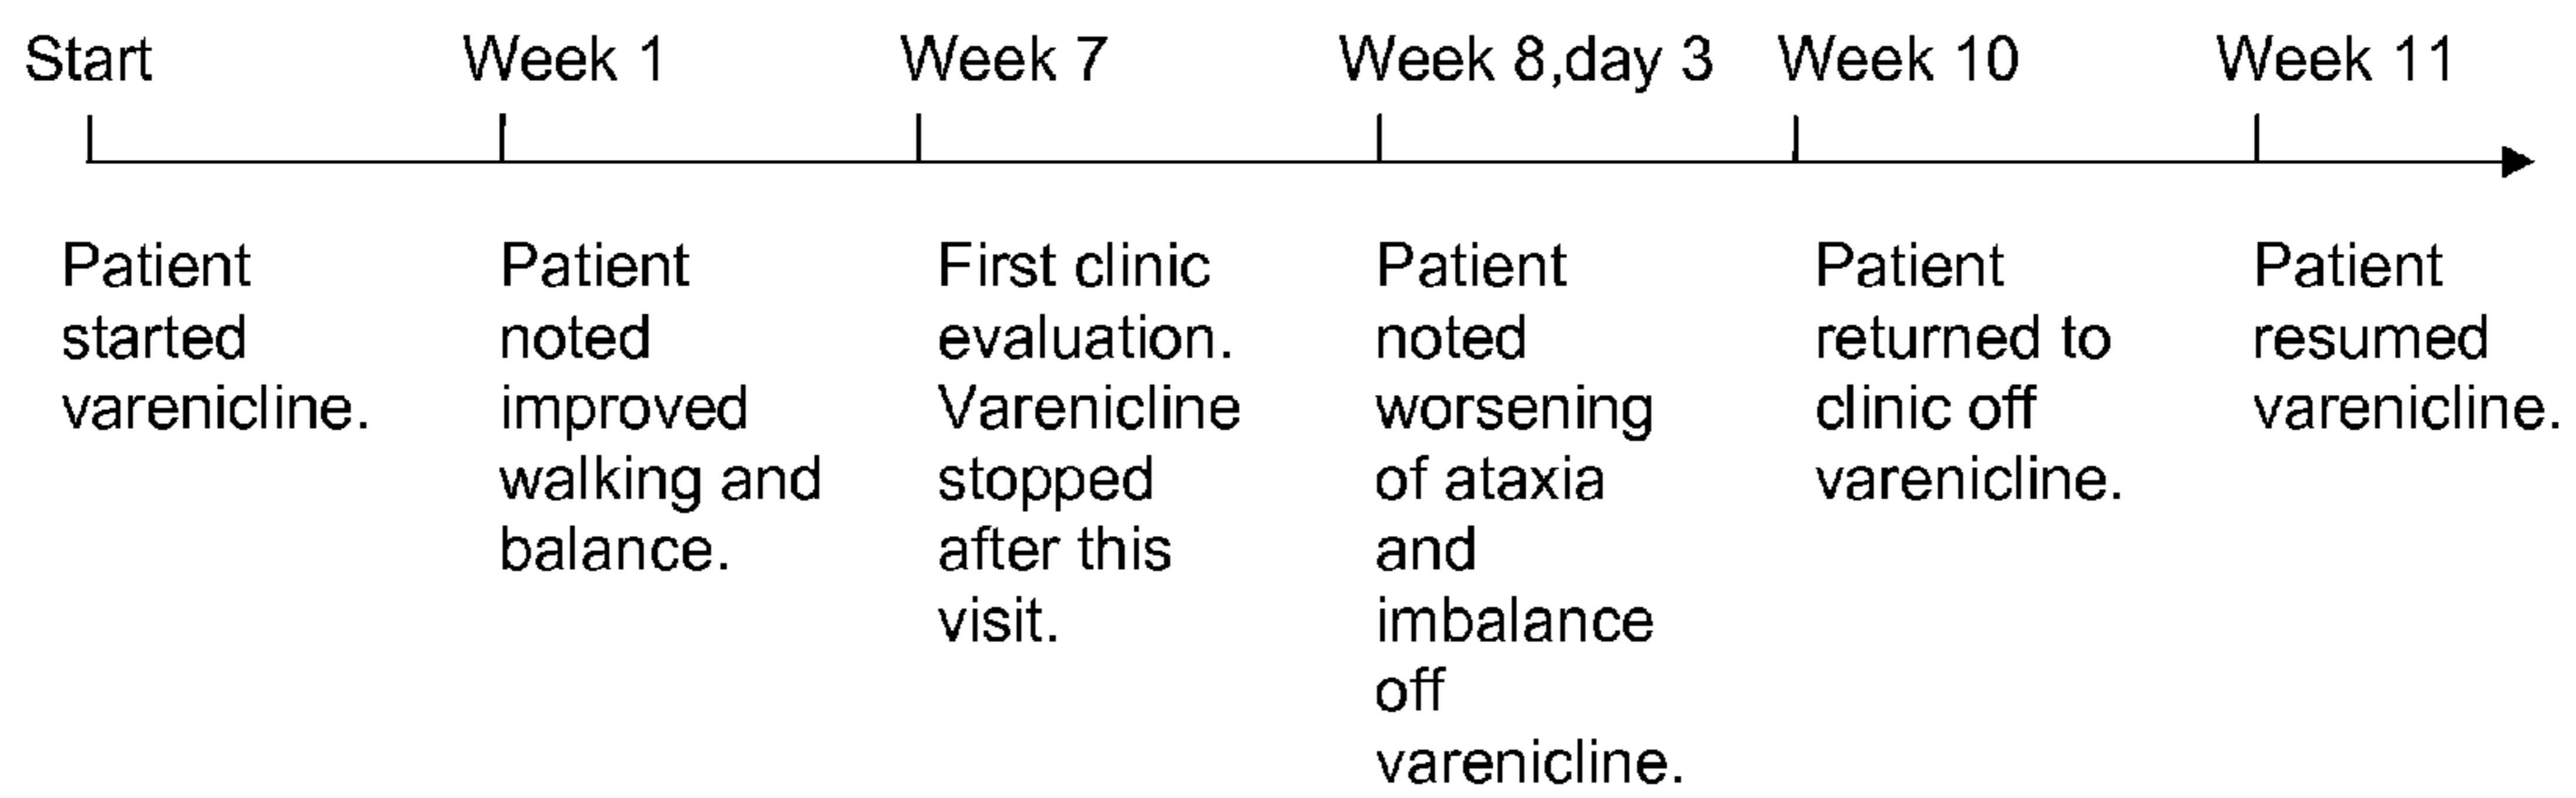 Start
Week 1
Week 7
Week 8,day 3
Week 10
Week 11
Patient
started
varenicline.
Patient
noted
improved
walking and
balance.
First clinic
evaluation.
Varenicline
stopped
after this
visit.
Patient
noted
worsening
of ataxia
and
imbalance
off
varenicline.
Patient
returned to
clinic off
varenicline.
Patient
resumed
varenicline.